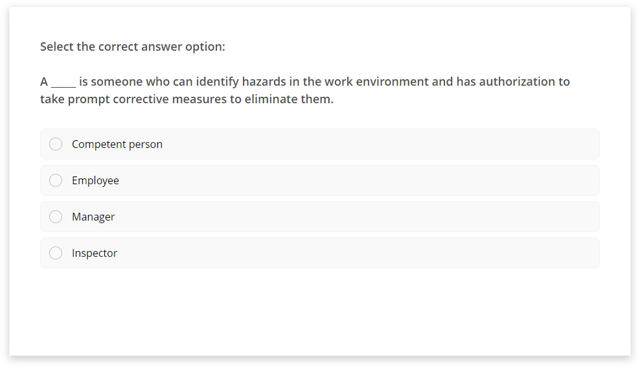 Select the correct answer option:
A _____ is someone who can identify hazards in the work environment and has authorization to
take prompt corrective measures to eliminate them.
Competent person
Employee
Manager
Inspector